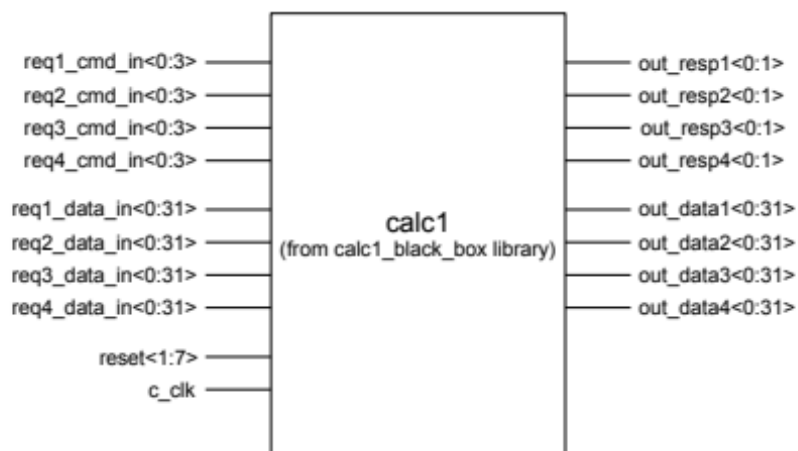 req1_cmd_in<0:3>
req2_cmd_in<0:3>
req3_cmd_in<0:3>
req4_cmd_in<0:3>
req1_data_in<0:31>
req2_data_in<0:31>
req3_data_in<0:31>
req4_data_in<0:31>
reset<1:7>
c_clk
calc1
(from calc1_black_box library)
out_resp1<0:1>
out_resp2<0:1>
out_resp3<0:1>
out_resp4<0:1>
out_data1<0:31>
out_data2<0:31>
out_data3<0:31>
out_data4<0:31>